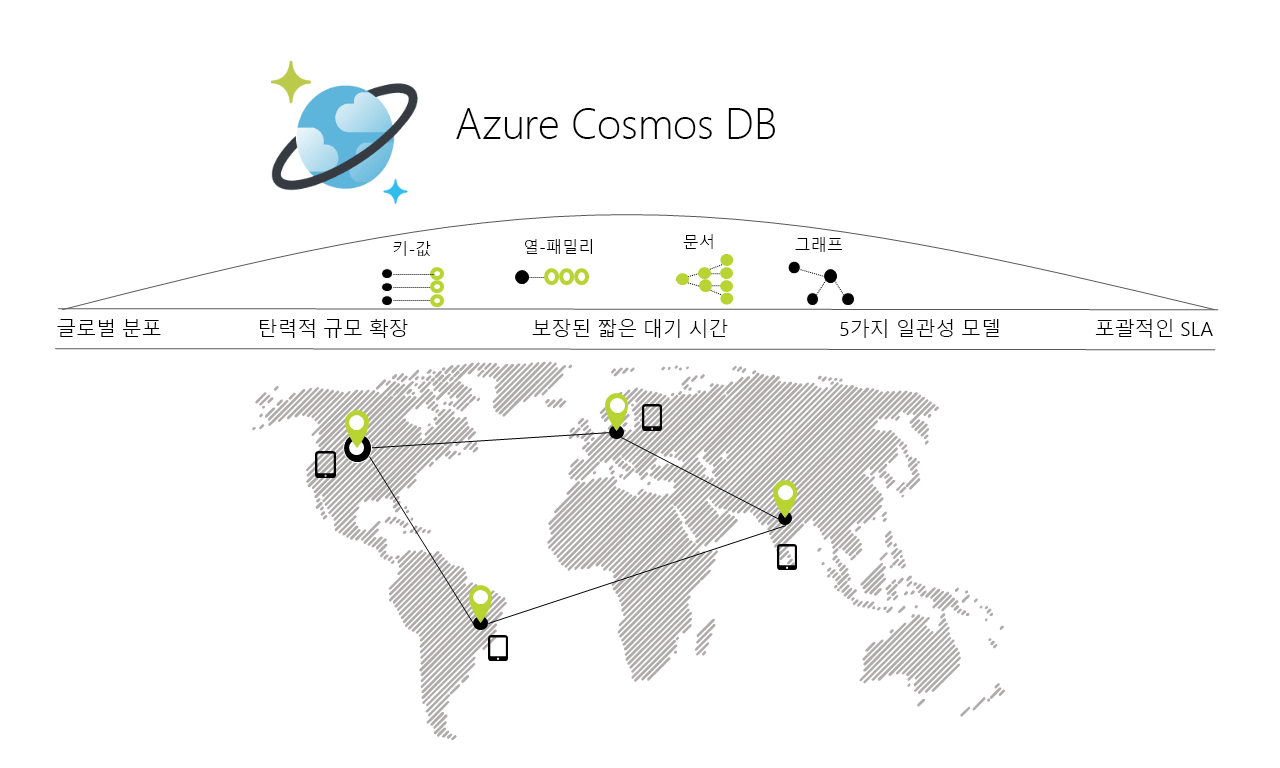 Azure Cosmos DB
키-값
열-패밀리
문서
그래프
글로벌 분포
탄력적 규모 확장
보장된 짧은 대기 시간
5가지 일관성 모델
포괄적인 SLA